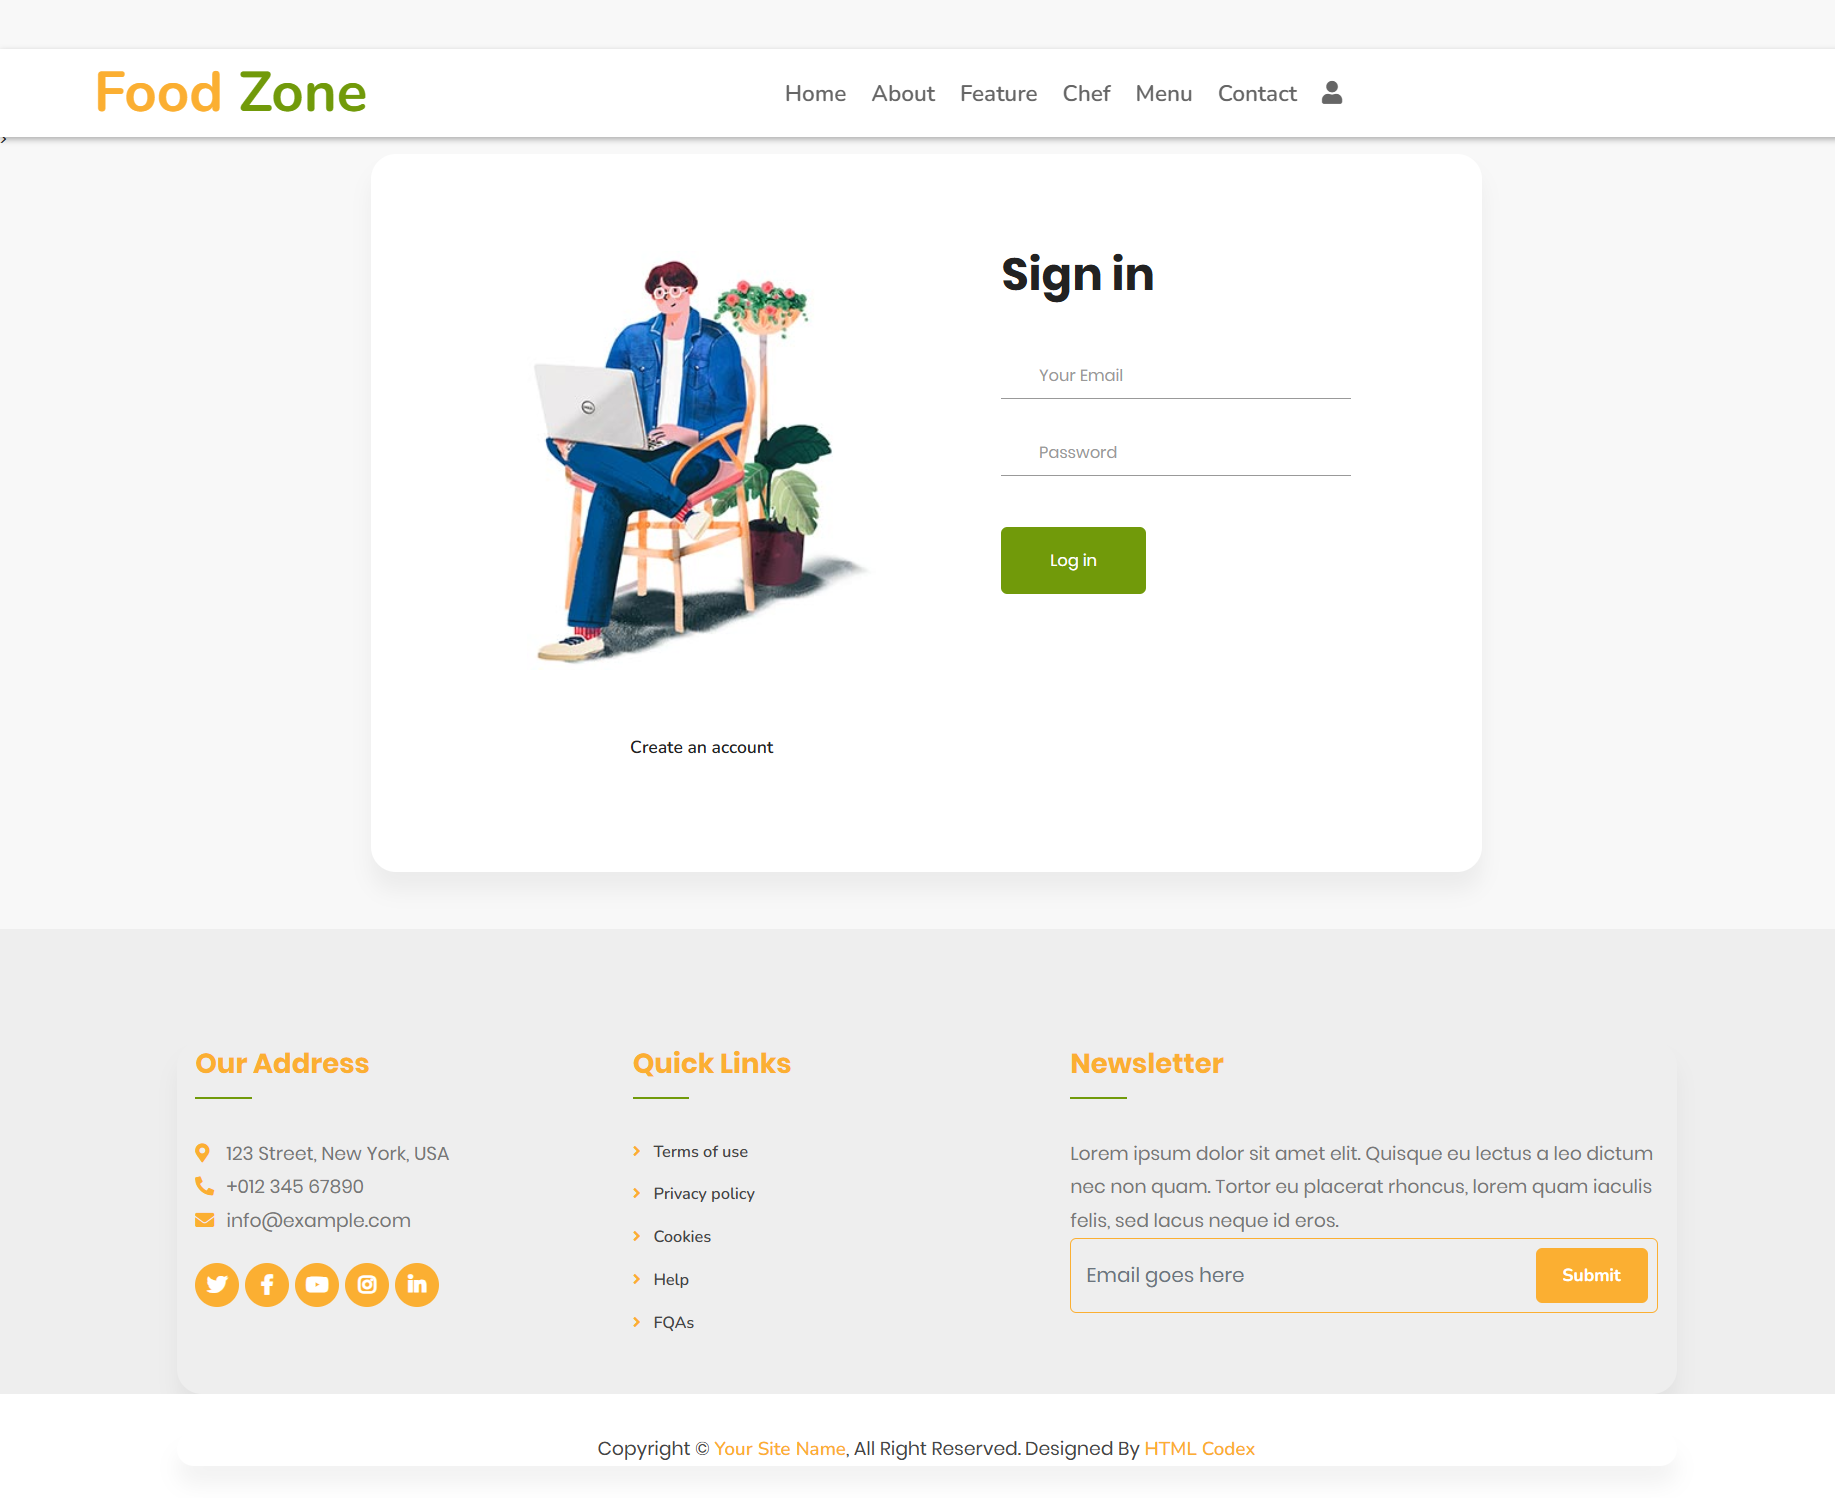 Food Zone
Home About Feature Chef Menu Contact
›
Sign in
Your Email
Password
Log in
DELL
Create an account
Our Address
123 Street, New York, USA
+012 345 67890
info@example.com
Quick Links
Terms of use
Privacy policy
Cookies
Help
FQAs
Newsletter
Lorem ipsum dolor sit amet elit. Quisque eu lectus a leo dictum
nec non quam. Tortor eu placerat rhoncus, lorem quam iaculis
felis, sed lacus neque id eros.
Email goes here
Submit
Copyright © Your Site Name, All Right Reserved. Designed By HTML Codex